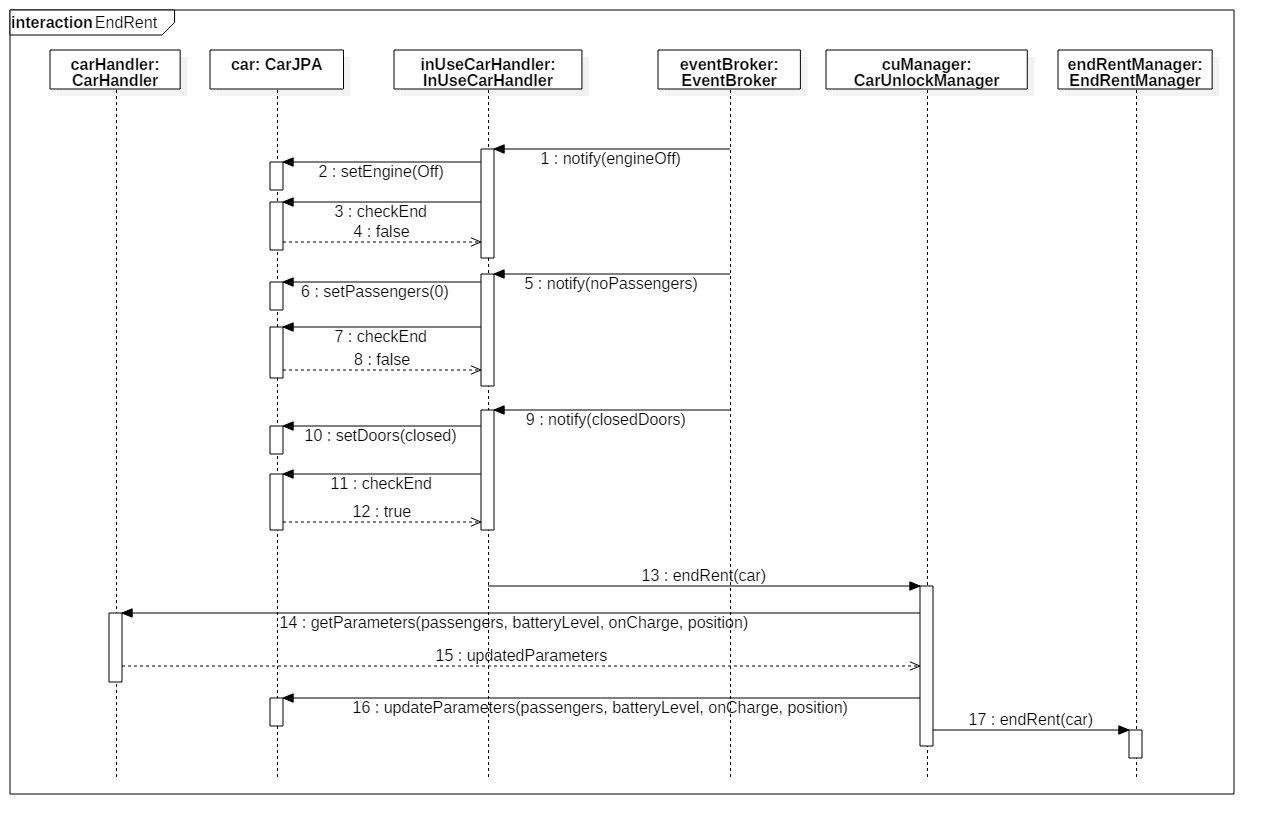 interaction EndRent
carHandler:
CarHandler
car: CarJPA
inUseCarHandler:
InUseCarHandler
eventBroker:
EventBroker
cuManager:
CarUnlockManager
endRentManager:
EndRentManager
1 : notify(engineOff)
2 : setEngine(Off)
3 : checkEnd
4 : false
5 : notify(noPassengers)
6 : setPassengers(0)
7 : checkEnd
8 : false
9 : notify(closedDoors)
10 : setDoors(closed)
11 : checkEnd
12 : true
13 : endRent(car)
14 : getParameters(passengers, batteryLevel, onCharge, position)
15 : updatedParameters
16 : updateParameters(passengers, batteryLevel, onCharge, position)
17 : endRent(car)